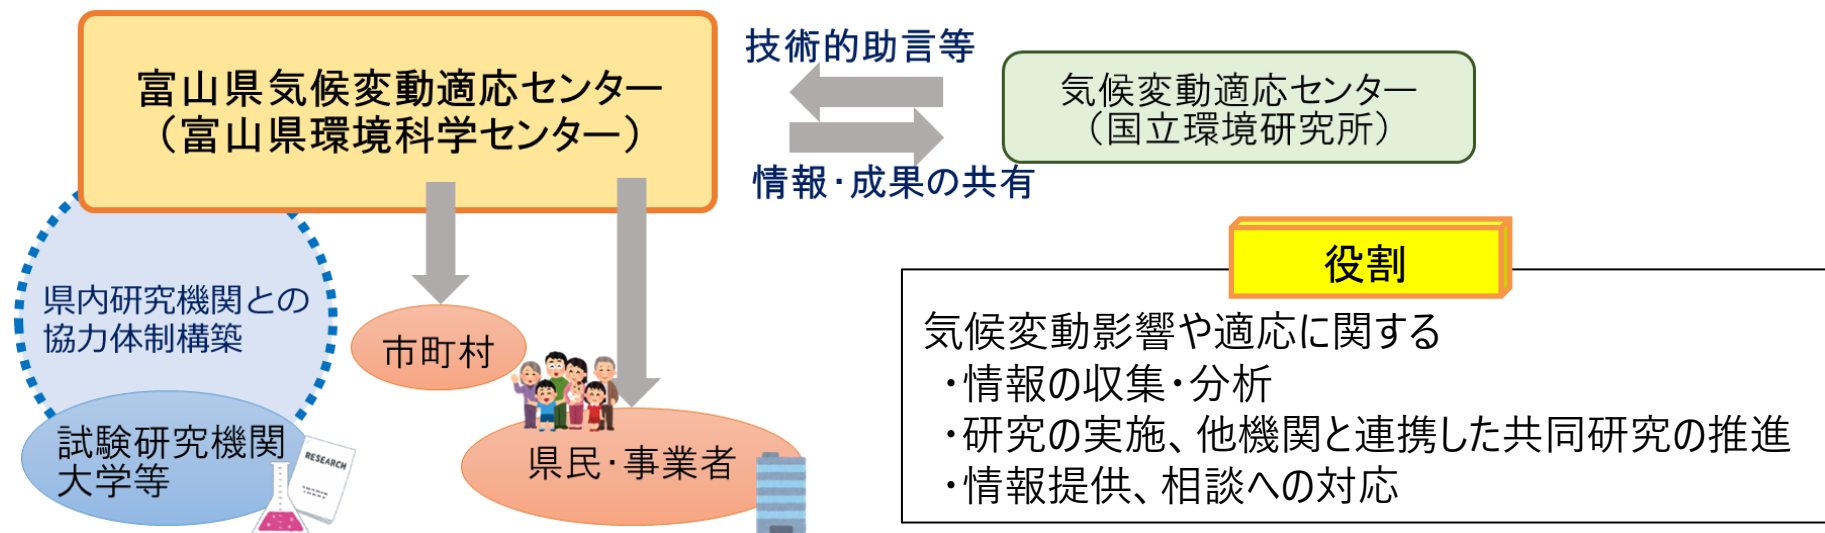 富山県気候変動適応センター
（富山県環境科学センター）
技術的助言等
情報・成果の共有
気候変動適応センター
（国立環境研究所）
県内研究機関との
協力体制構築
試験研究機関
大学等
RESEARCH
市町村
県民・事業者
役割
気候変動影響や適応に関する
・情報の収集・分析
・研究の実施、他機関と連携した共同研究の推進
・情報提供、相談への対応